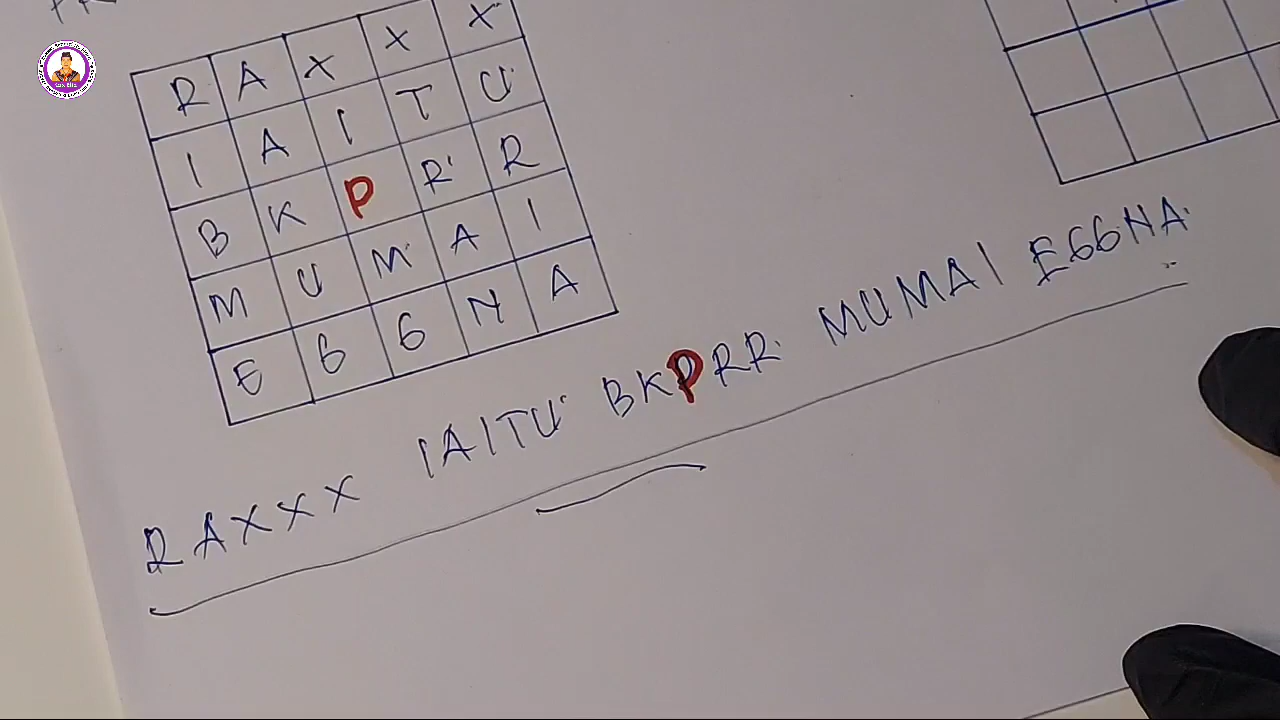 R A X X X
I A I T U
B K P R R
M U M A I
E G G N A
RAXXX IAITU BKPRR MUMAI EGGNA